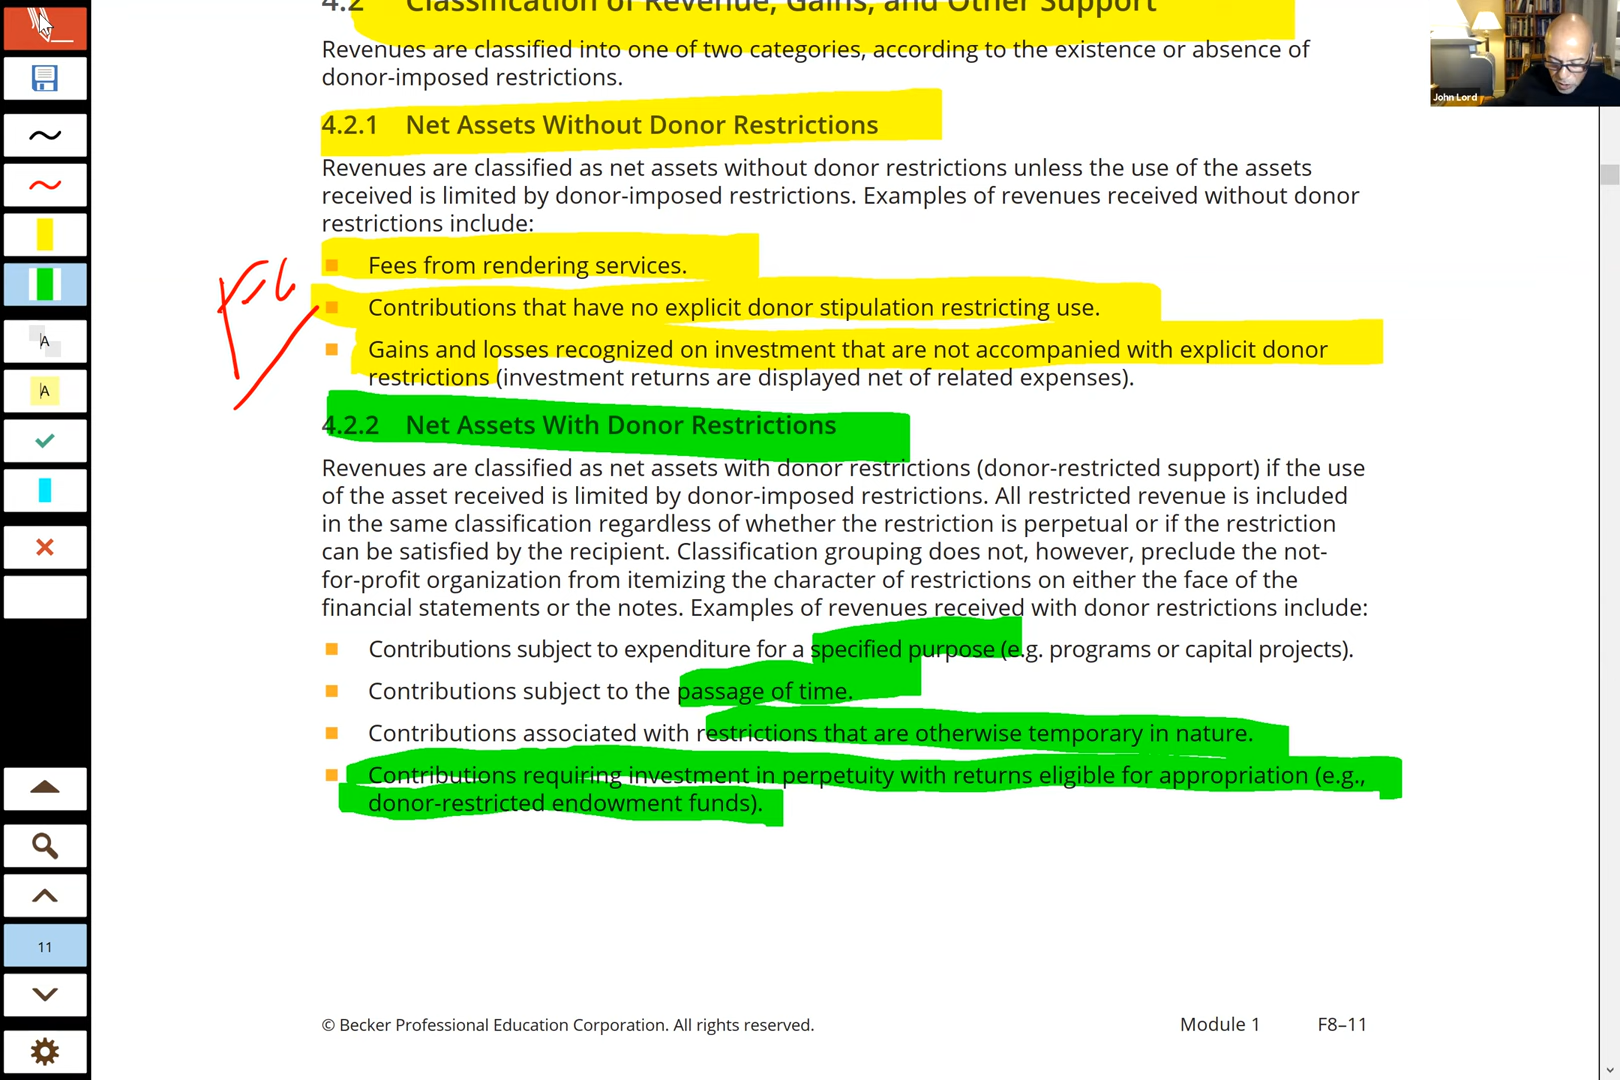 4.2 Classification of Revenue, Gains, and Other Support
Revenues are classified into one of two categories, according to the existence or absence of
donor-imposed restrictions.
John Lord
4.2.1 Net Assets Without Donor Restrictions
Revenues are classified as net assets without donor restrictions unless the use of the assets
received is limited by donor-imposed restrictions. Examples of revenues received without donor
restrictions include:
Fees from rendering services.
Contributions that have no explicit donor stipulation restricting use.
Gains and losses recognized on investment that are not accompanied with explicit donor
restrictions (investment returns are displayed net of related expenses).
4.2.2 Net Assets With Donor Restrictions
Revenues are classified as net assets with donor restrictions (donor-restricted support) if the use
of the asset received is limited by donor-imposed restrictions. All restricted revenue is included
in the same classification regardless of whether the restriction is perpetual or if the restriction
can be satisfied by the recipient. Classification grouping does not, however, preclude the not-
for-profit organization from itemizing the character of restrictions on either the face of the
financial statements or the notes. Examples of revenues received with donor restrictions include:
Contributions subject to expenditure for a specified purpose (e.g. programs or capital projects).
Contributions subject to the passage of time.
Contributions associated with restrictions that are otherwise temporary in nature.
Contributions requiring investment in perpetuity with returns eligible for appropriation (e.g.,
donor-restricted endowment funds).
© Becker Professional Education Corporation. All rights reserved.
Module 1 F8–11
A
A
11